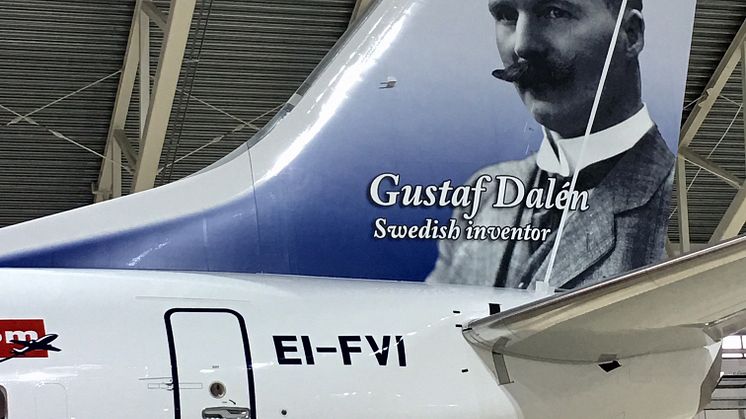 Gustaf Dalén
Swedish inventor
EI-FVI